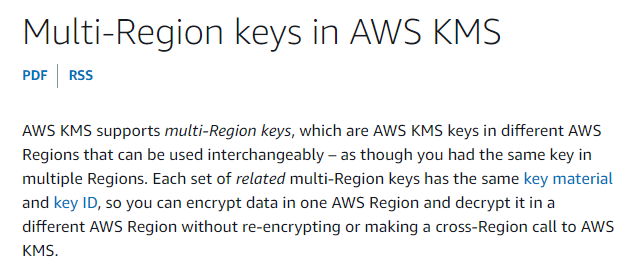 Multi-Region keys in AWS KMS
PDF | RSS
AWS KMS supports multi-Region keys, which are AWS KMS keys in different AWS
Regions that can be used interchangeably – as though you had the same key in
multiple Regions. Each set of related multi-Region keys has the same key material
and key ID, so you can encrypt data in one AWS Region and decrypt it in a
different AWS Region without re-encrypting or making a cross-Region call to AWS
KMS.